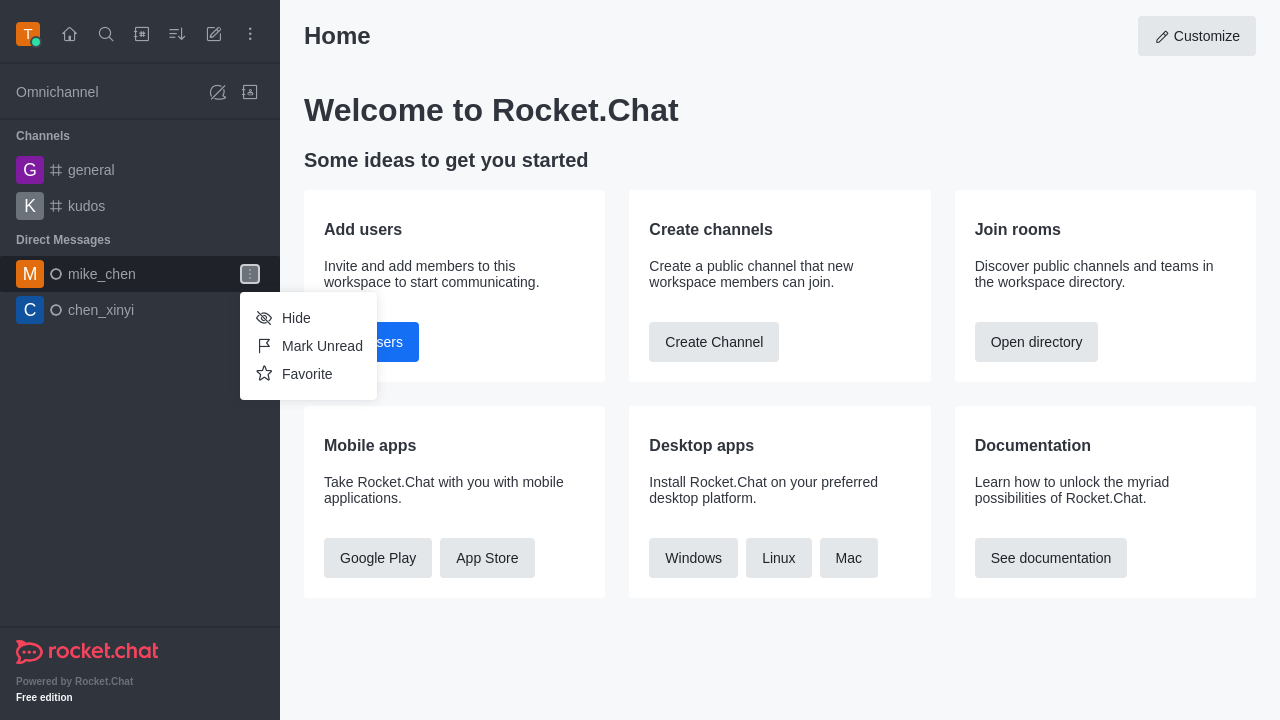 T
Omnichannel
Channels
G general
K kudos
Direct Messages
M mike_chen
C chen_xinyi
Hide
Mark Unread
Favorite
rocket.chat
Powered by Rocket.Chat
Free edition
Home
Customize
Welcome to Rocket.Chat
Some ideas to get you started
Add users
Invite and add members to this
workspace to start communicating.
Create channels
Create a public channel that new
workspace members can join.
Create Channel
Join rooms
Discover public channels and teams in
the workspace directory.
Open directory
Mobile apps
Take Rocket.Chat with you with mobile
applications.
Google Play
App Store
Desktop apps
Install Rocket.Chat on your preferred
desktop platform.
Windows
Linux
Mac
Documentation
Learn how to unlock the myriad
possibilities of Rocket.Chat.
See documentation